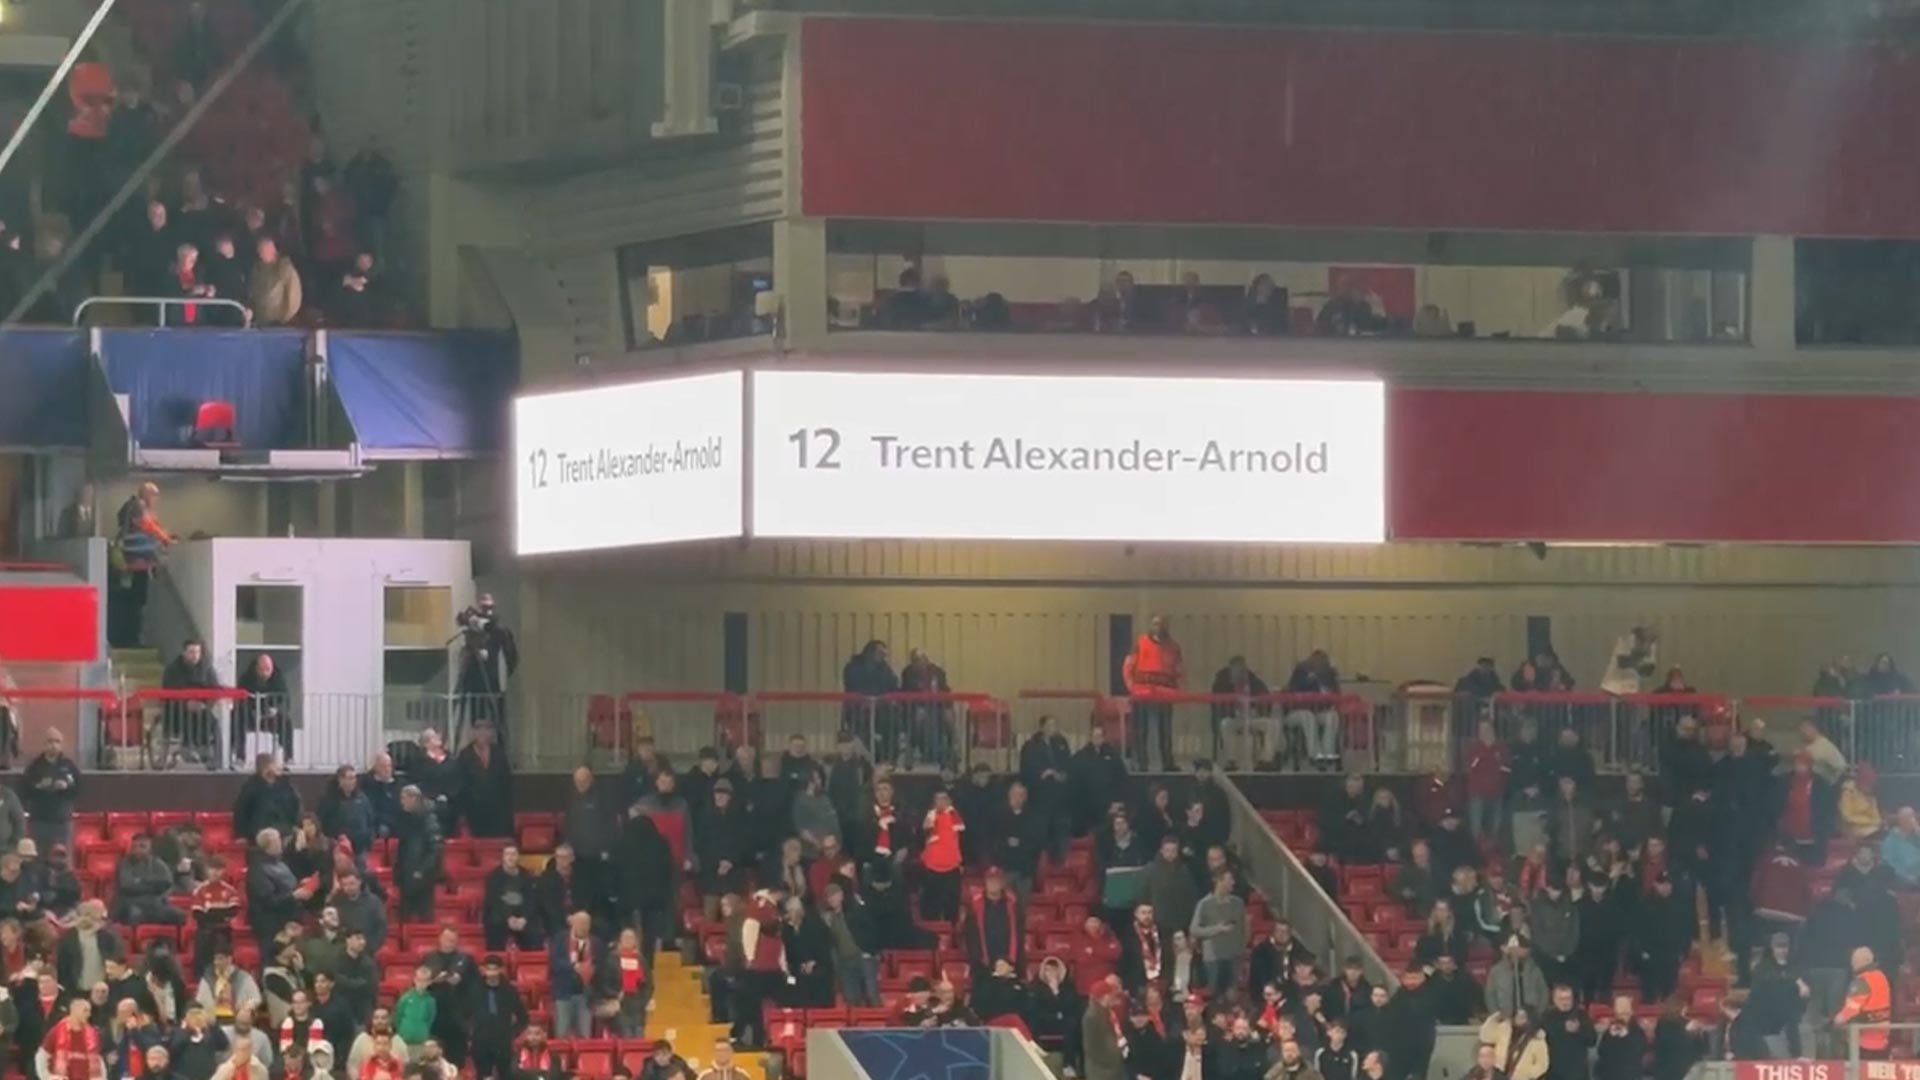 12 Trent Alexander-Arnold
12 Trent Alexander-Arnold
THIS IS